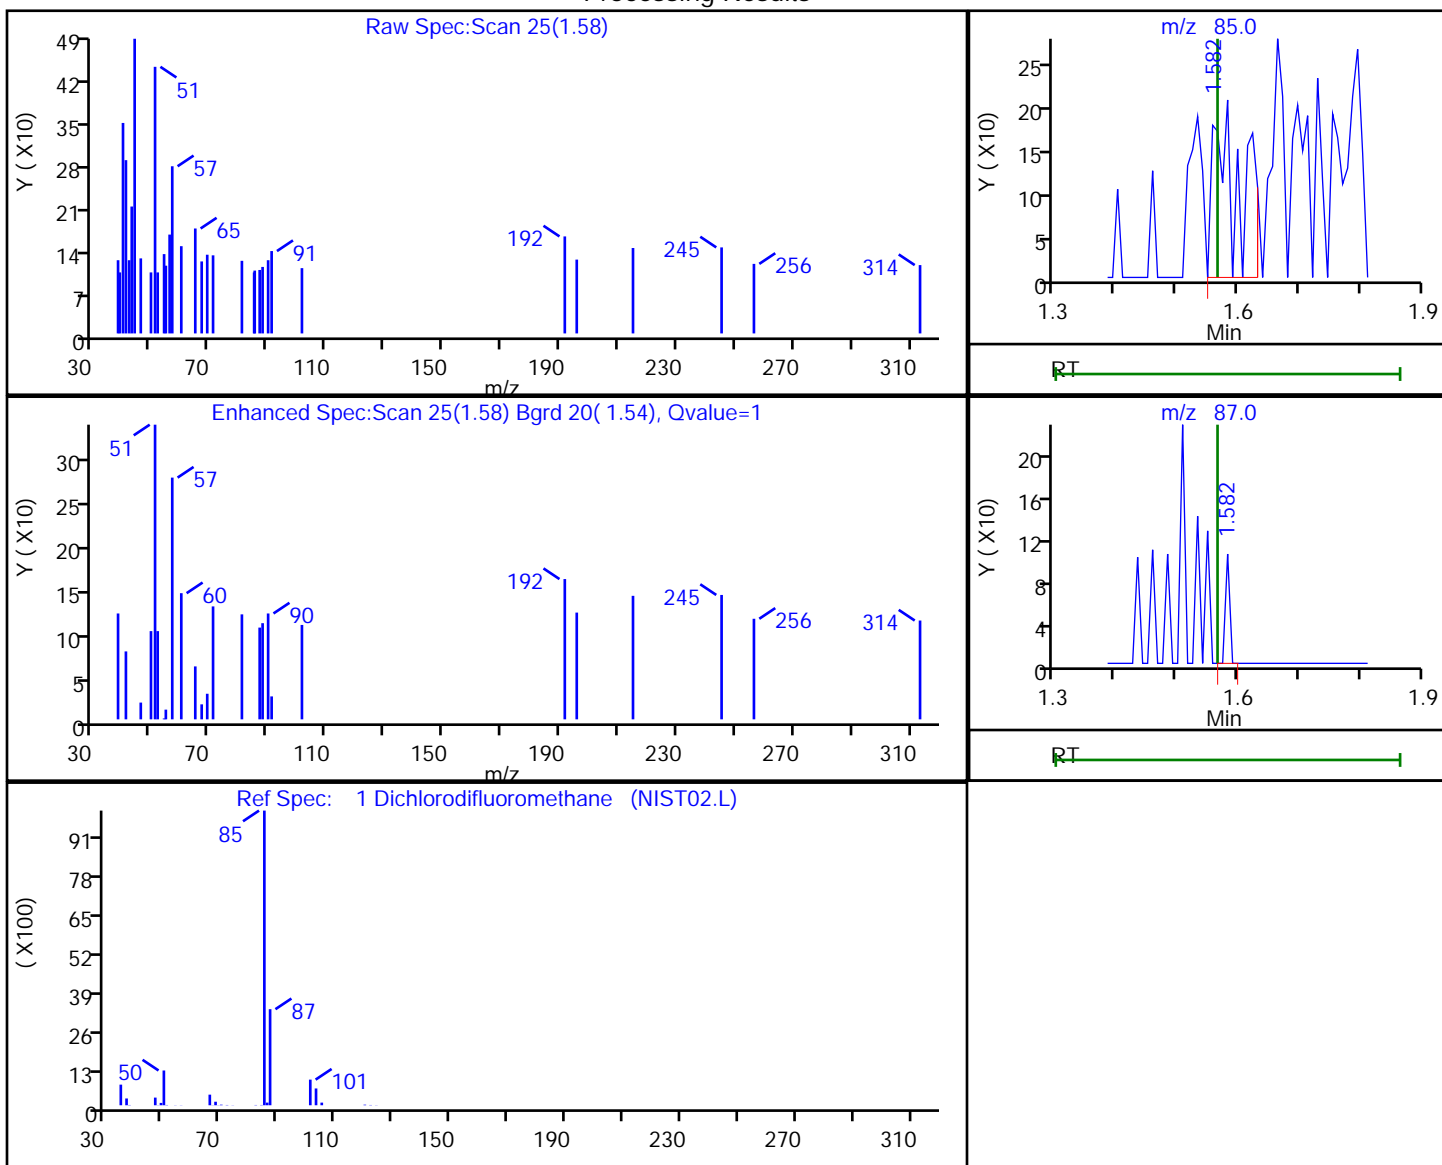 Processing Results
Raw Spec:Scan 25(1.58)
Y ( X10)
49
42
35
28
21
14
7
0
51
57
65
91
192
245
256
314
30 70 110 150 190 230 270 310
m/z
m/z 85.0
Y ( X10)
25
20
15
10
5
0
1.582
1.3 1.6 1.9
Min
RT
Enhanced Spec:Scan 25(1.58) Bgrd 20( 1.54), Qvalue=1
Y ( X10)
30
25
20
15
10
5
0
51
57
60
90
192
245
256
314
30 70 110 150 190 230 270 310
m/z
m/z 87.0
Y ( X10)
20
16
12
8
4
0
1.582
1.3 1.6 1.9
Min
RT
Ref Spec: 1 Dichlorodifluoromethane (NIST02.L)
( X100)
91
78
65
52
39
26
13
0
85
87
50
101
30 70 110 150 190 230 270 310